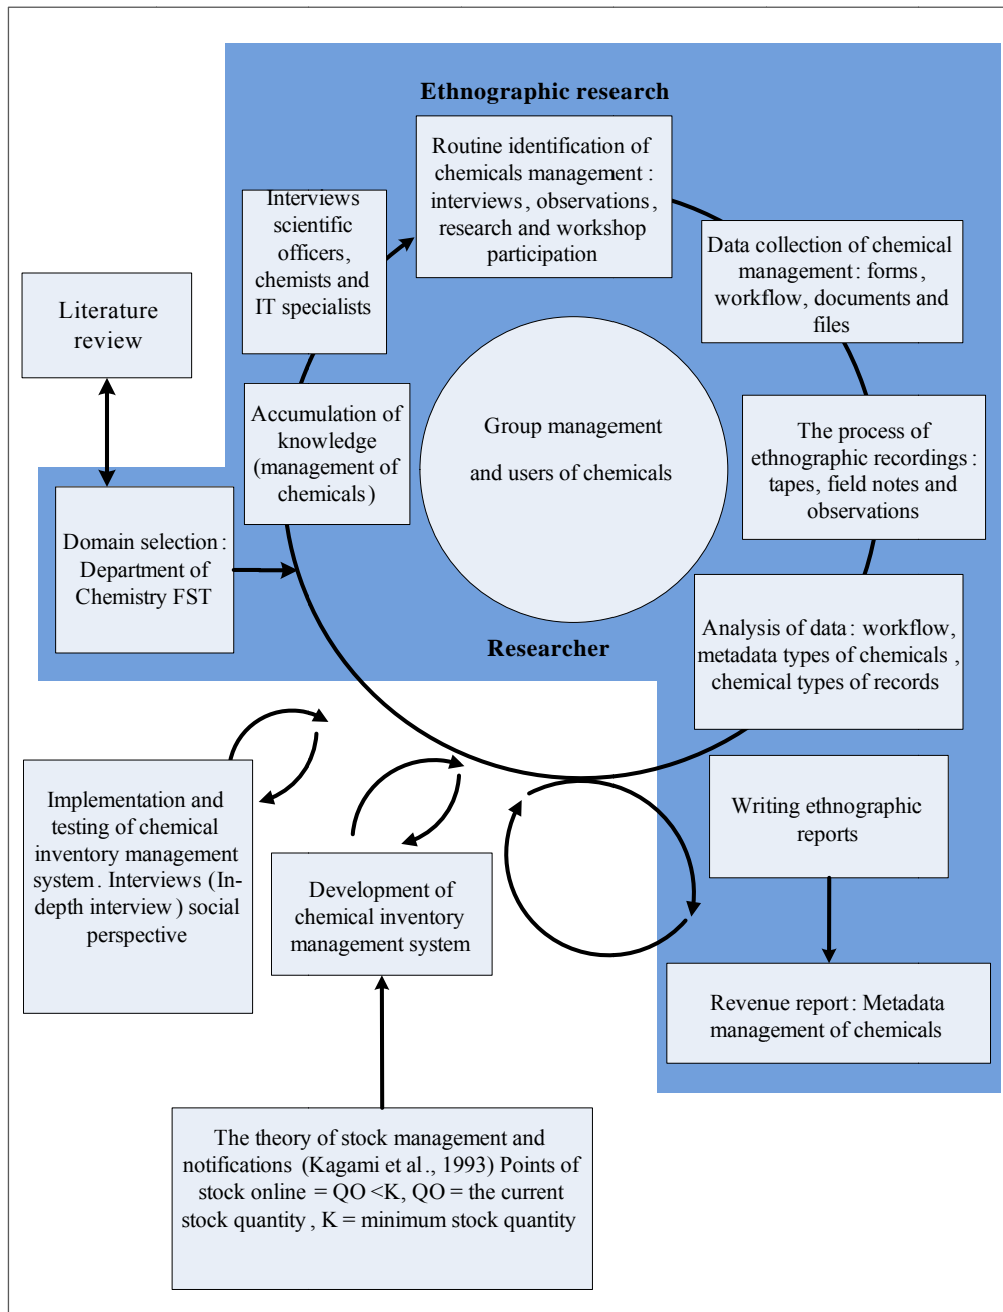 Ethnographic research
Routine identification of
chemicals management :
interviews , observations ,
research and workshop
participation
Interviews
scientific
officers,
chemists and
IT specialists
Data collection of chemical
management : forms ,
workflow, documents and
files
Literature
review
Accumulation of
knowledge
(management of
chemicals )
Group management
and users of chemicals
The process of
ethnographic recordings :
tapes, field notes and
observations
Domain selection :
Department of
Chemistry FST
Researcher
Analysis of data : workflow,
metadata types of chemicals ,
chemical types of records
Implementation and
testing of chemical
inventory management
system. Interviews (In-
depth interview ) social
perspective
Development of
chemical inventory
management system
Writing ethnographic
reports
Revenue report : Metadata
management of chemicals
The theory of stock management and
notifications (Kagami et al., 1993) Points of
stock online = QO <K, QO = the current
stock quantity , K = minimum stock quantity